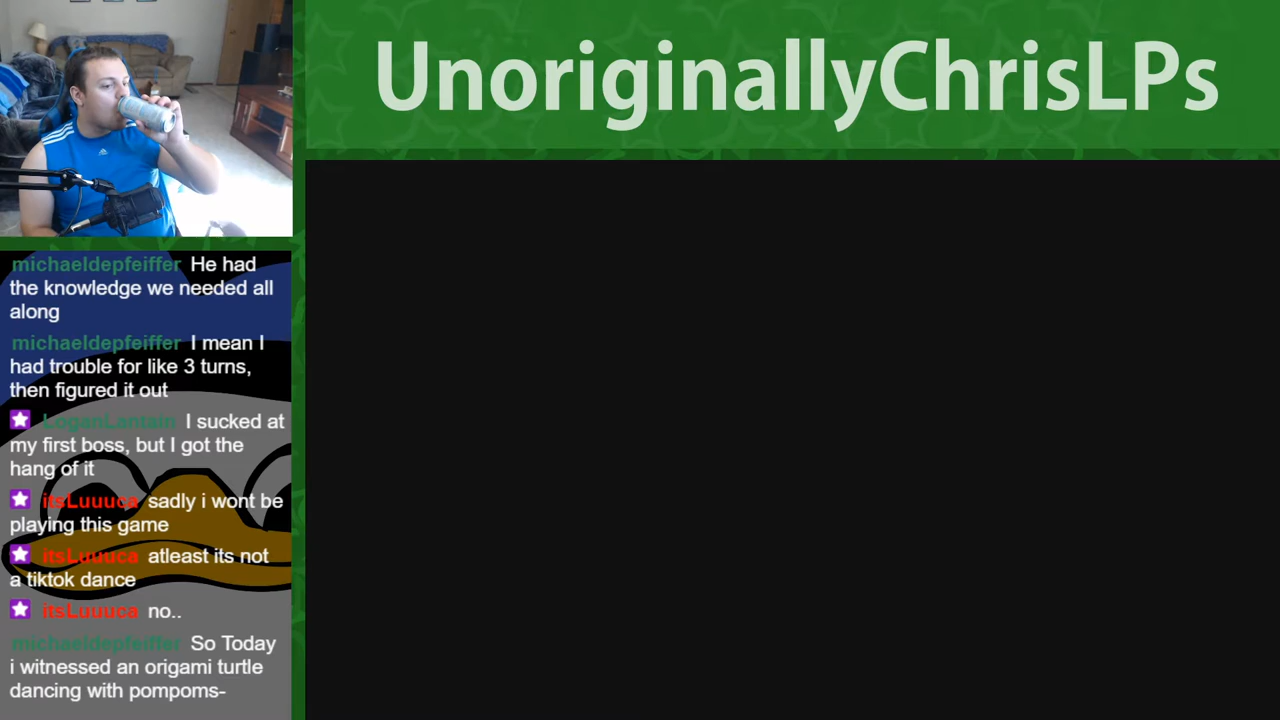 UnoriginallyChrisLPs
michaeldepfeiffer He had
the knowledge we needed all
along
michaeldepfeiffer I mean I
had trouble for like 3 turns,
then figured it out
LoganLantain I sucked at
my first boss, but I got the
hang of it
itsLuuuca sadly i wont be
playing this game
itsLuuuca atleast its not
a tiktok dance
itsLuuuca no..
michaeldepfeiffer So Today
i witnessed an origami turtle
dancing with pompoms-